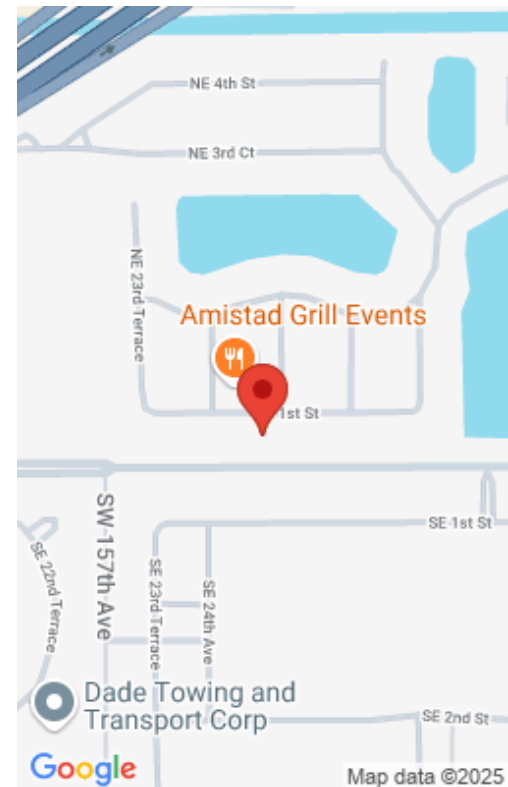 NE 4th St
NE 3rd Ct
NE 23rd Terrace
Amistad Grill Events
1st St
SE 1st St
SW 157th Ave
SE 22nd Terrace
SE 23rd Terrace
SE 24th Ave
Dade Towing and
Transport Corp
SE 2nd St
Google
Map data ©2025